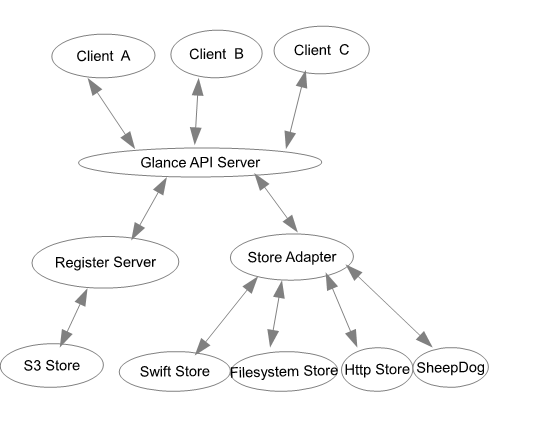 Client  A
Client  B
Client  C
Glance API Server
Register Server
Store Adapter
S3 Store
Swift Store
Filesystem Store
Http Store
SheepDog